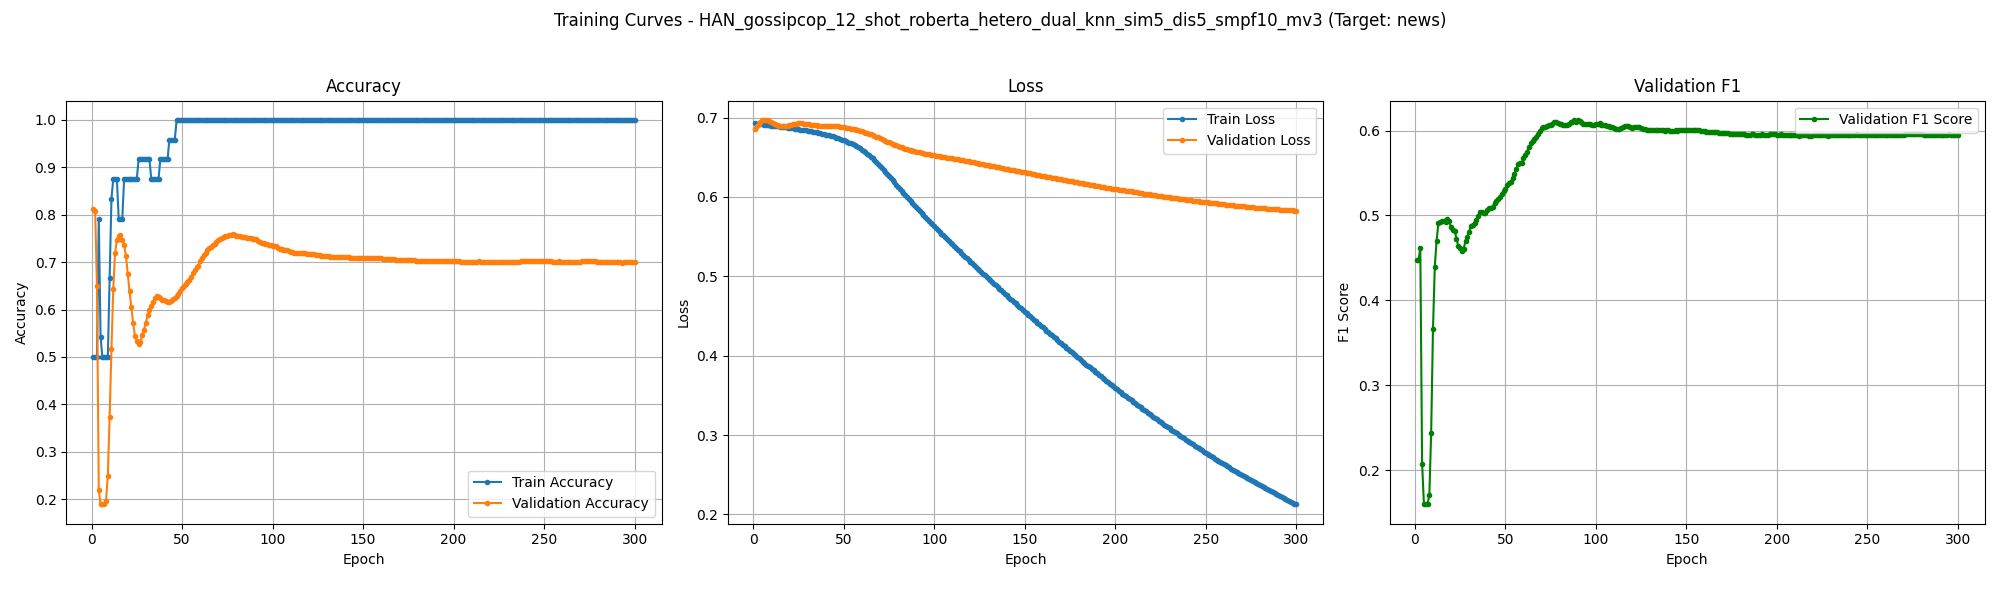 Training Curves - HAN_gossipcop_12_shot_roberta_hetero_dual_knn_sim5_dis5_smpf10_mv3 (Target: news)
Accuracy
1.0
0.9
0.8
0.7
0.6
0.5
0.4
0.3
0.2
Accuracy
0 50 100 150 200 250 300
Epoch
Train Accuracy
Validation Accuracy
Loss
0.7
0.6
0.5
0.4
0.3
0.2
Loss
0 50 100 150 200 250 300
Epoch
Train Loss
Validation Loss
Validation F1
0.6
0.5
0.4
0.3
0.2
F1 Score
0 50 100 150 200 250 300
Epoch
Validation F1 Score